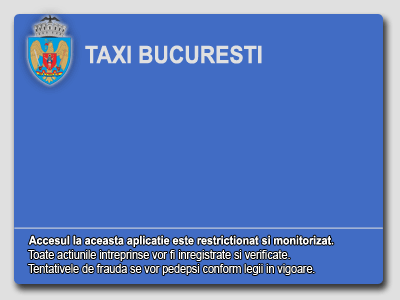 TAXI BUCURESTI
Accesul la aceasta aplicatie este restrictionat si monitorizat.
Toate actiunile intreprinse vor fi inregistrate si verificate.
Tentativele de frauda se vor pedepsi conform legii in vigoare.